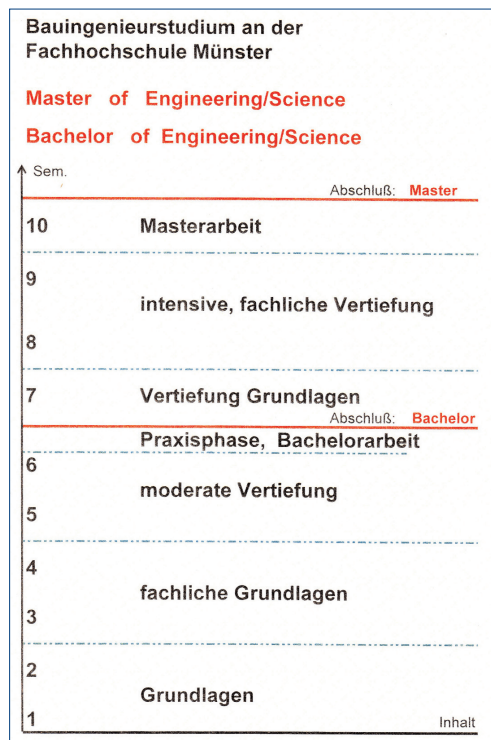 Bauingenieurstudium an der
Fachhochschule Münster
Master of Engineering/Science
Bachelor of Engineering/Science
Sem.
Abschluß: Master
10 Masterarbeit
9
intensive, fachliche Vertiefung
8
7 Vertiefung Grundlagen
Abschluß: Bachelor
Praxisphase, Bachelorarbeit
6
moderate Vertiefung
5
4
fachliche Grundlagen
3
2
Grundlagen
1
Inhalt